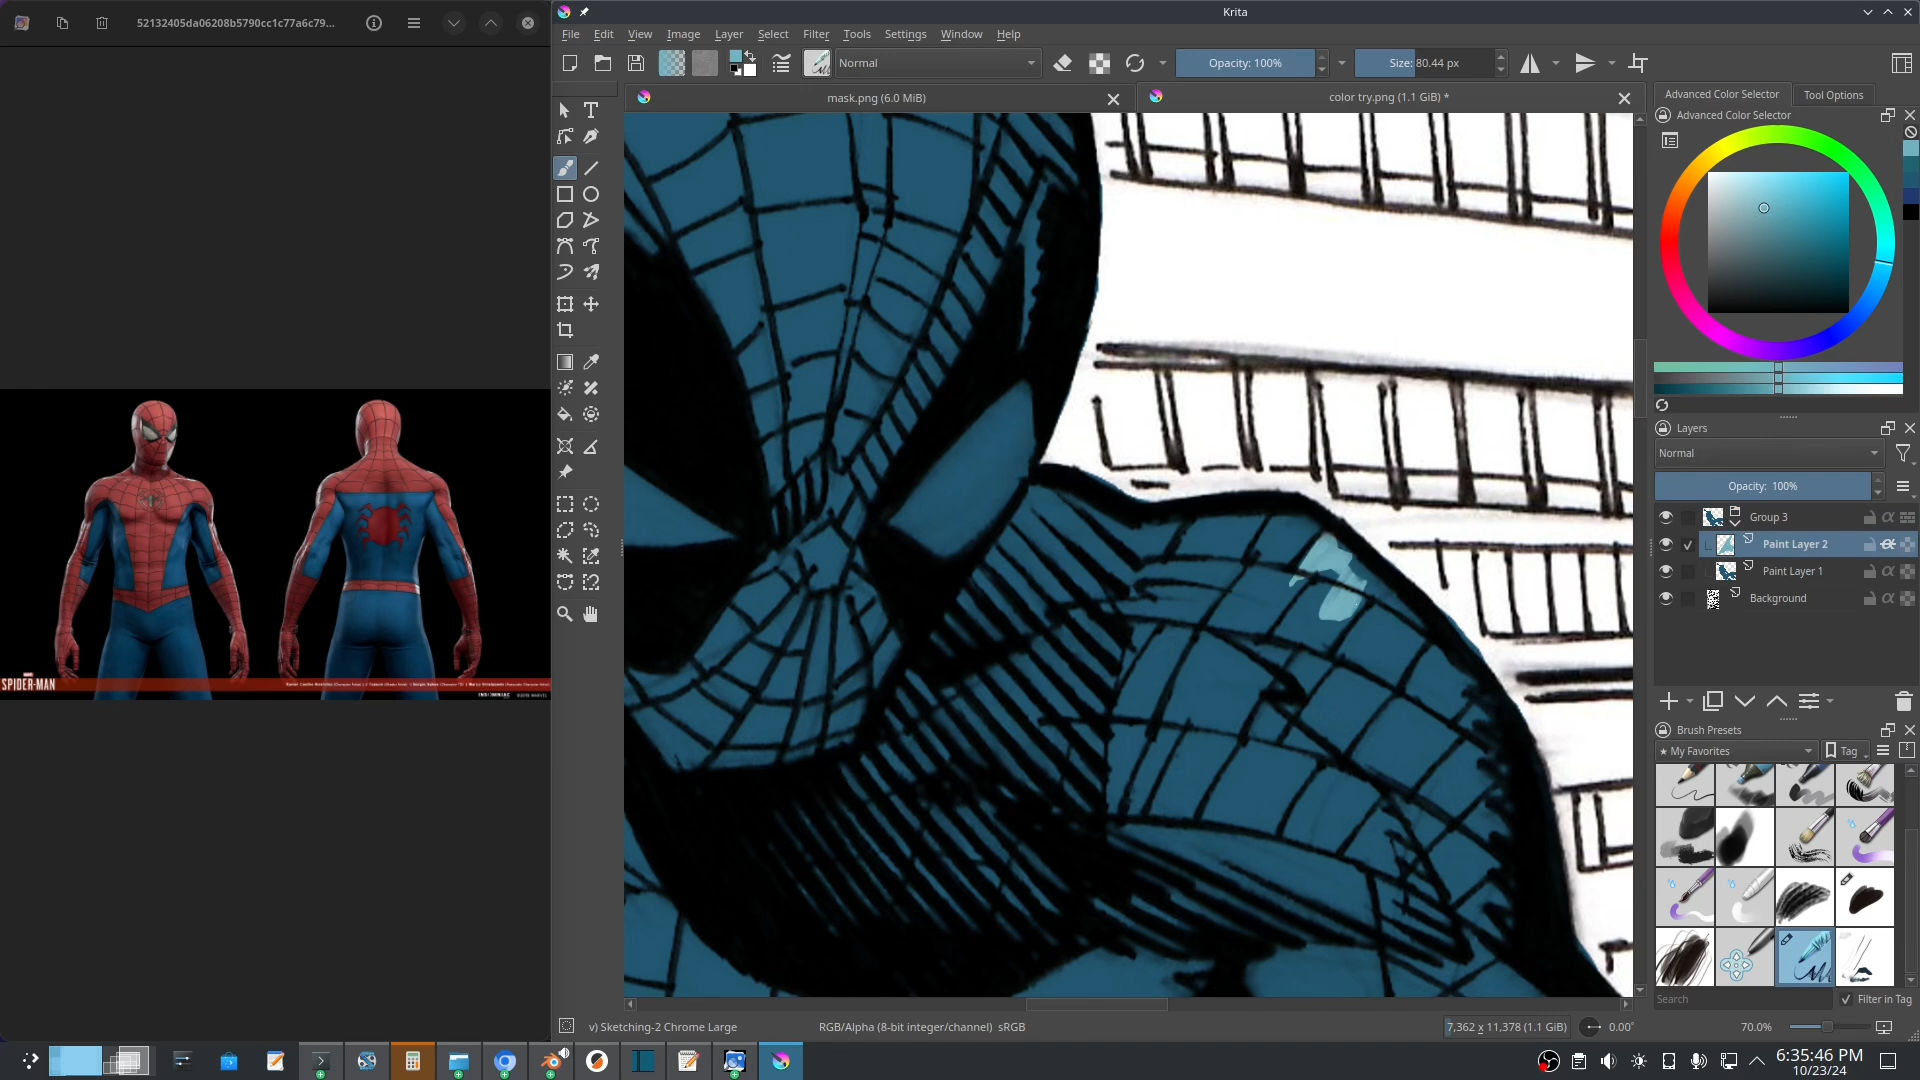 52132405da06208b5790cc1c77a6c79...
Krita
File Edit View Image Layer Select Filter Tools Settings Window Help
Normal
Opacity: 100%
Size: 80.44 px
mask.png (6.0 MiB)
color try.png (1.1 GiB) *
Advanced Color Selector
Tool Options
Advanced Color Selector
Layers
Normal
Opacity: 100%
Group 3
Paint Layer 2
Paint Layer 1
Background
Brush Presets
★ My Favorites
Tag
Search
Filter in Tag
SPIDER-MAN
v) Sketching-2 Chrome Large
RGB/Alpha (8-bit integer/channel) sRGB
7,362 x 11,378 (1.1 GiB)
0.00°
70.0%
6:35:46 PM
10/23/24